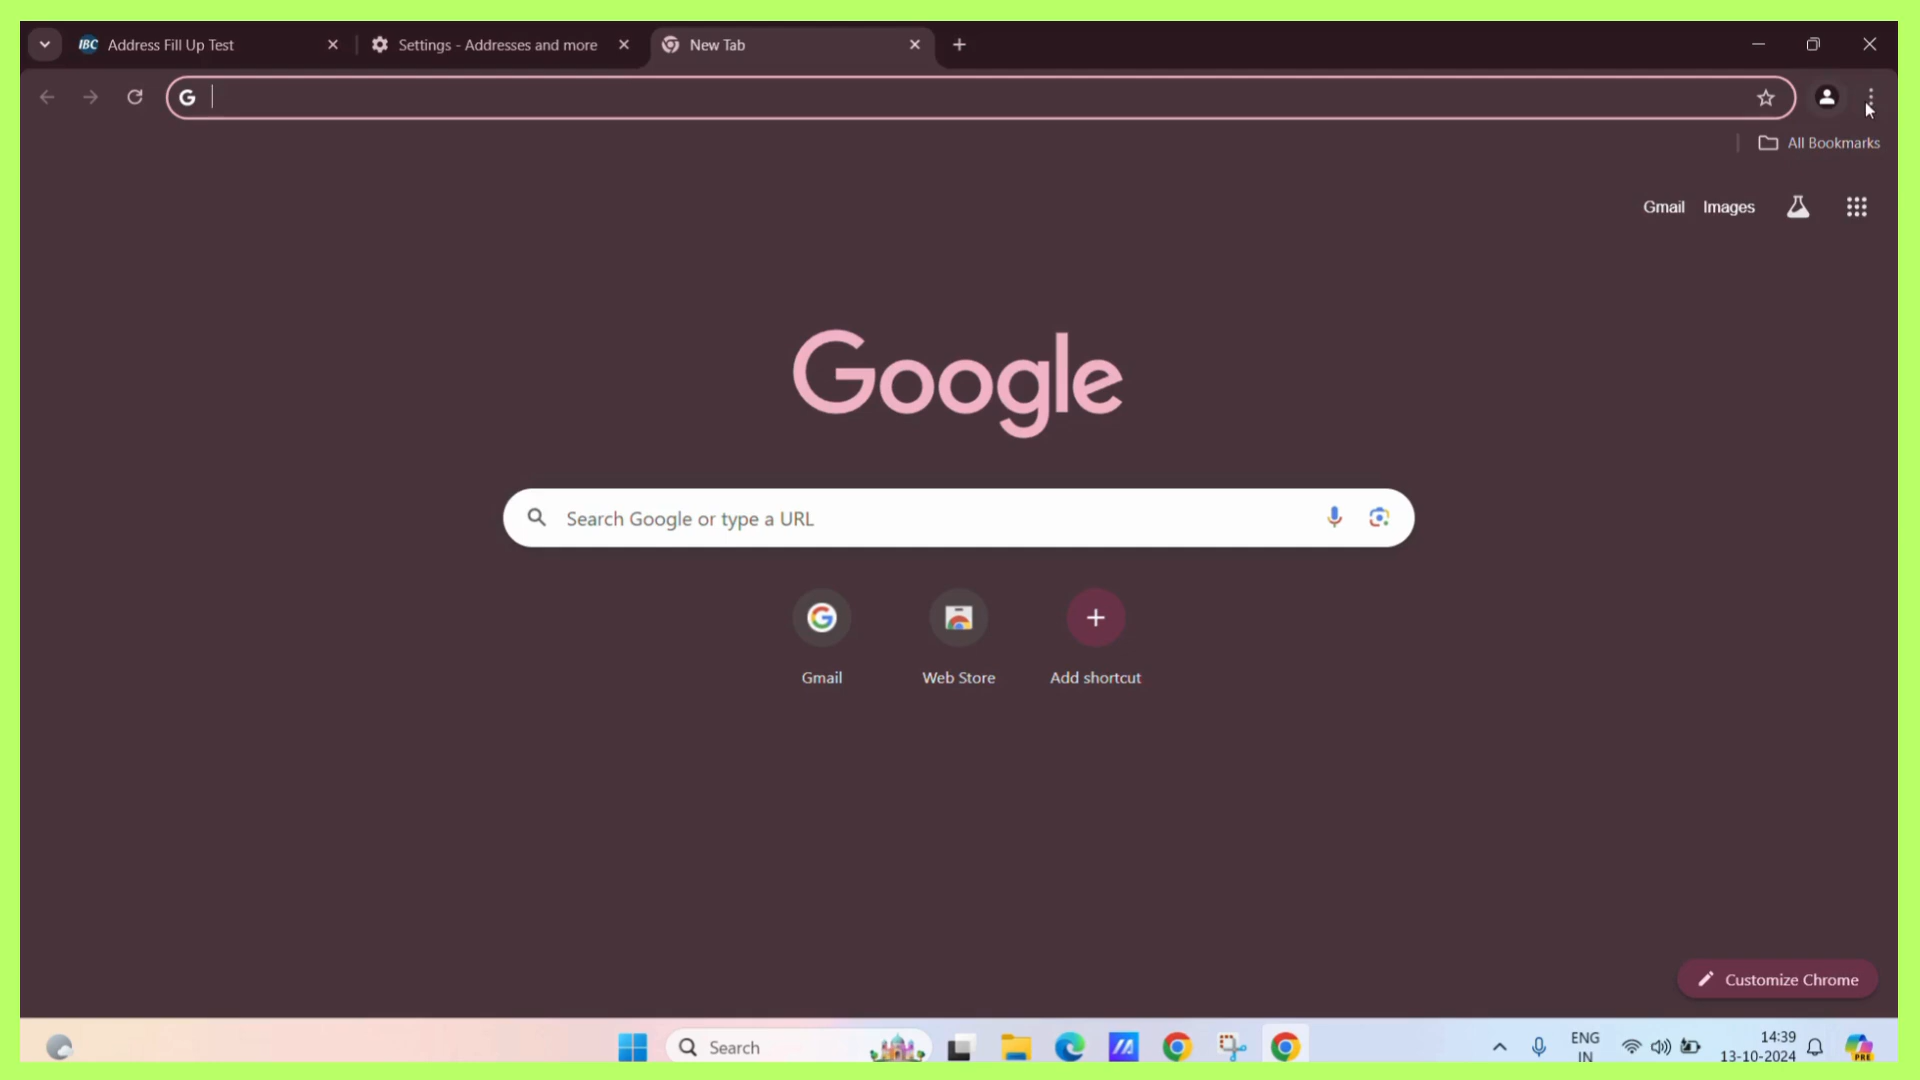 IBC Address Fill Up Test
Settings - Addresses and more
New Tab
G
All Bookmarks
Gmail Images
Google
Search Google or type a URL
G
Gmail Web Store Add shortcut
Customize Chrome
Search
ENG
IN
14:39
13-10-2024
PRE